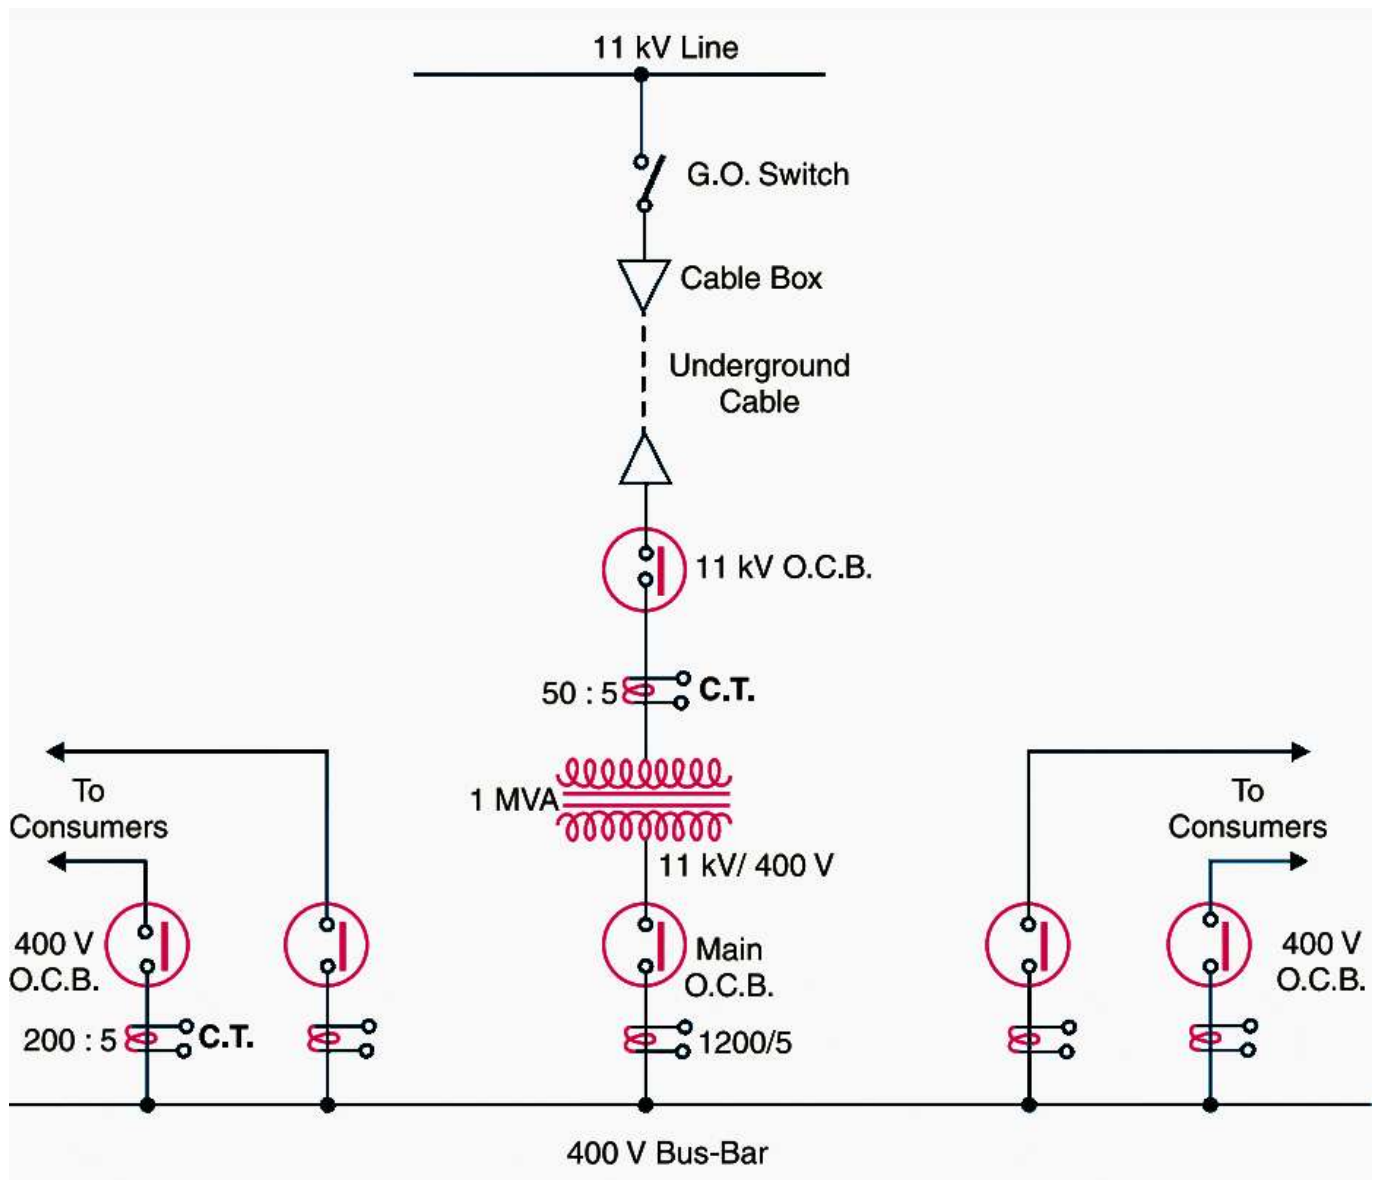 11 kV Line
G.O. Switch
Cable Box
Underground
Cable
11 kV O.C.B.
50 : 5
C.T.
1 MVA
11 kV/ 400 V
To
Consumers
To
Consumers
400 V
O.C.B.
Main
O.C.B.
400 V
O.C.B.
200 : 5
C.T.
1200/5
400 V Bus-Bar